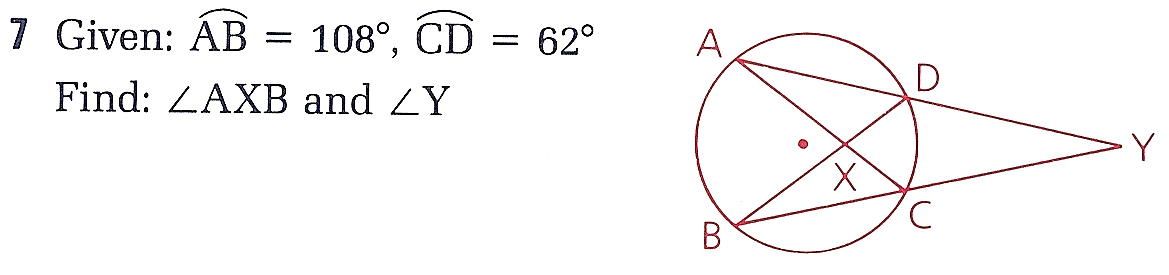 7 Given: AB͡ = 108°, CD͡ = 62°
Find: ∠AXB and ∠Y
A
D
Y
X
C
B